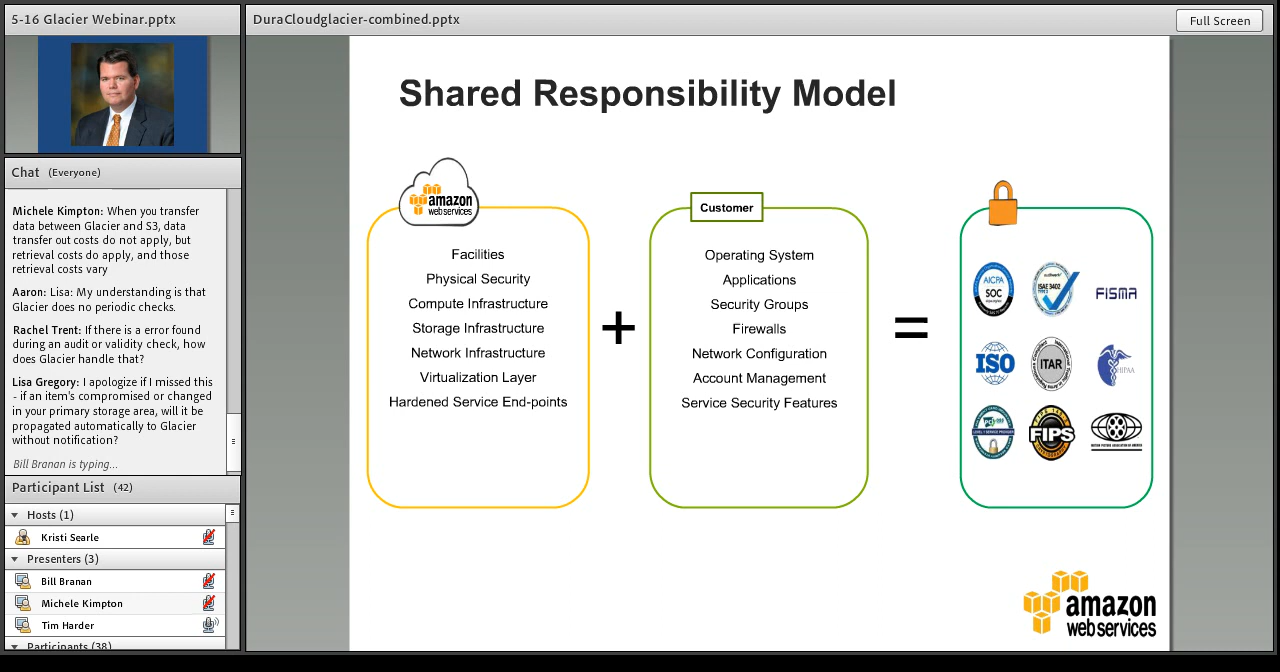 5-16 Glacier Webinar.pptx
DuraCloudglacier-combined.pptx
Full Screen
Chat (Everyone)
Michele Kimpton: When you transfer
data between Glacier and S3, data
transfer out costs do not apply, but
retrieval costs do apply, and those
retrieval costs vary
Aaron: Lisa: My understanding is that
Glacier does no periodic checks.
Rachel Trent: If there is a error found
during an audit or validity check, how
does Glacier handle that?
Lisa Gregory: I apologize if I missed this
- if an item's compromised or changed
in your primary storage area, will it be
propagated automatically to Glacier
without notification?
Bill Branan is typing...
Participant List (42)
Hosts (1)
Kristi Searle
Presenters (3)
Bill Branan
Michele Kimpton
Tim Harder
Participants (38)
Shared Responsibility Model
amazon
webservices
Facilities
Physical Security
Compute Infrastructure
Storage Infrastructure
Network Infrastructure
Virtualization Layer
Hardened Service End-points
+
Customer
Operating System
Applications
Security Groups
Firewalls
Network Configuration
Account Management
Service Security Features
=
AICPA
SOC
ISAE 3402
FISMA
ISO
ITAR
HIPAA
FIPS
amazon
webservices